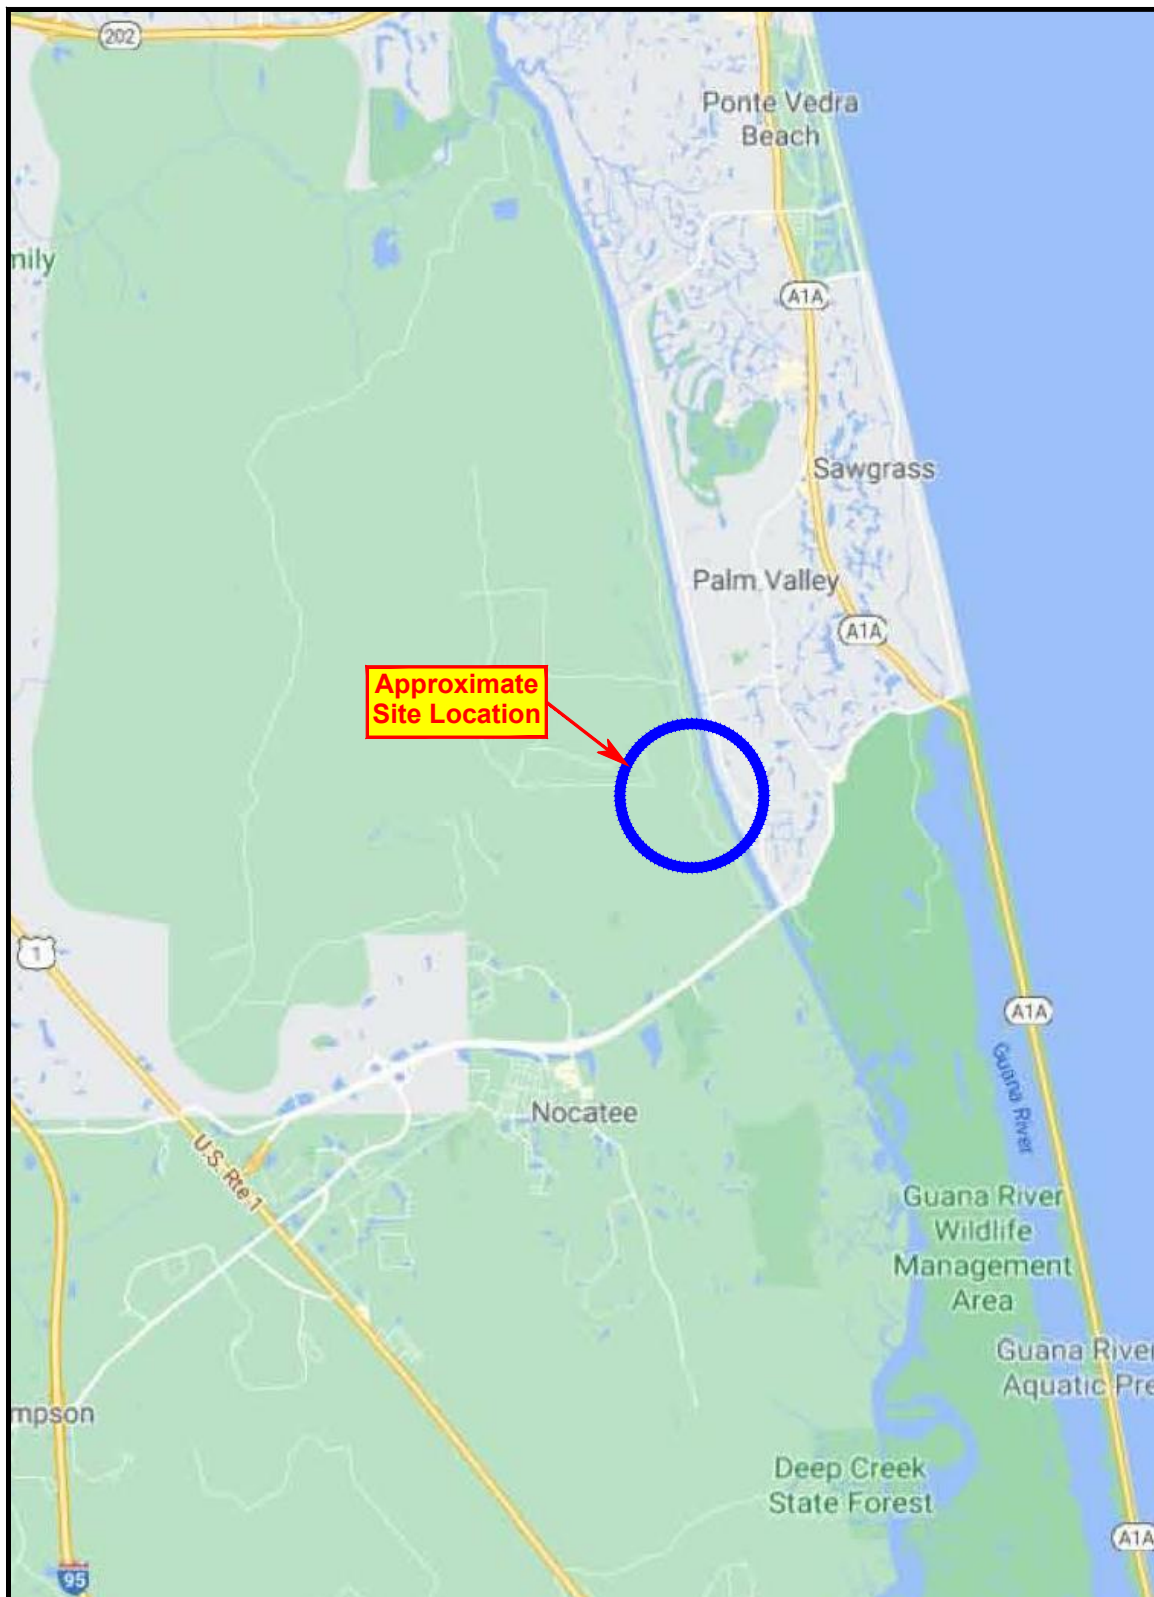 202
Ponte Vedra
Beach
mily
A1A
Sawgrass
Palm Valley
A1A
Approximate
Site Location
1
A1A
Guana River
Nocatee
U.S. Rte 1
Guana River
Wildlife
Management
Area
Guana River
Aquatic Pre
mpson
Deep Creek
State Forest
A1A
95